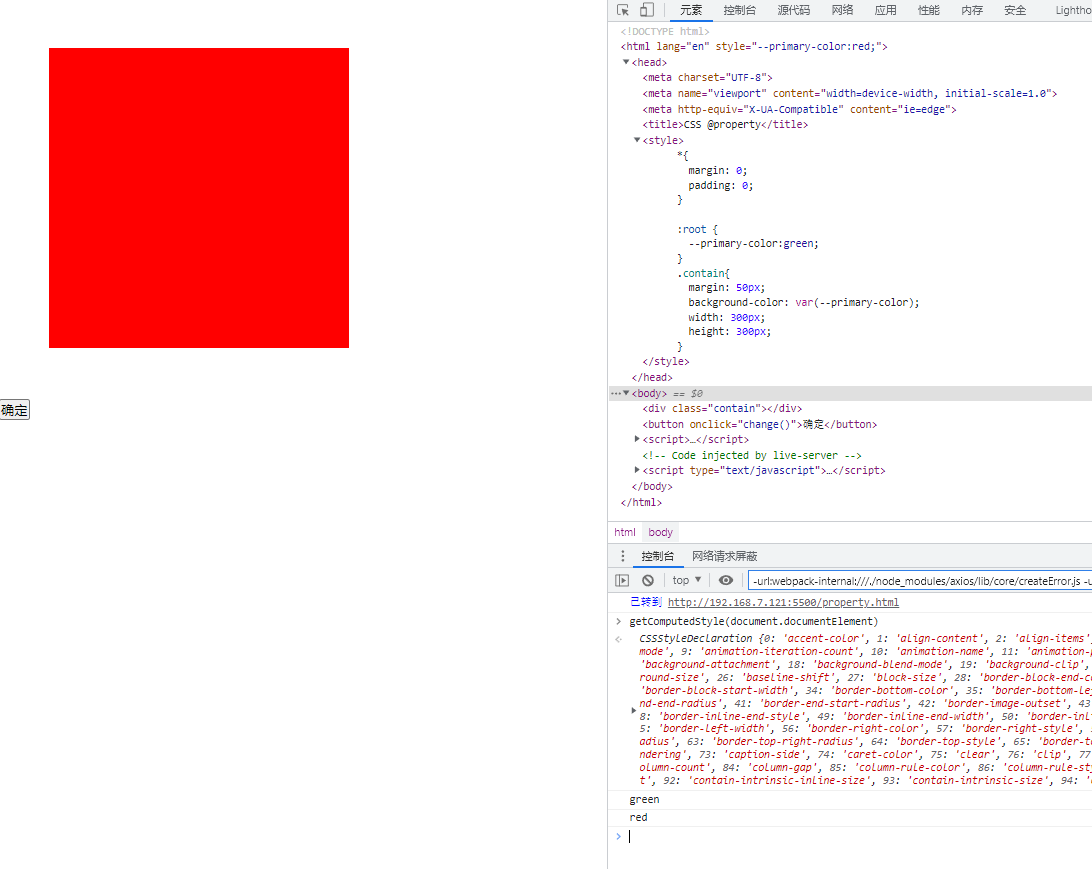 确定
元素 控制台 源代码 网络 应用 性能 内存 安全 Lightho
<!DOCTYPE html>
<html lang="en" style="--primary-color:red;">
<head>
<meta charset="UTF-8">
<meta name="viewport" content="width=device-width, initial-scale=1.0">
<meta http-equiv="X-UA-Compatible" content="ie=edge">
<title>CSS @property</title>
<style>
*{
margin: 0;
padding: 0;
}
:root {
--primary-color:green;
}
.contain{
margin: 50px;
background-color: var(--primary-color);
width: 300px;
height: 300px;
}
</style>
</head>
<body> == $0
<div class="contain"></div>
<button onclick="change()">确定</button>
<script>…</script>
<!-- Code injected by live-server -->
<script type="text/javascript">…</script>
</body>
</html>
html body
控制台 网络请求屏蔽
top -url:webpack-internal:///./node_modules/axios/lib/core/createError.js -u
已转到 http://192.168.7.121:5500/property.html
> getComputedStyle(document.documentElement)
CSSStyleDeclaration {0: 'accent-color', 1: 'align-content', 2: 'align-items'
mode', 9: 'animation-iteration-count', 10: 'animation-name', 11: 'animation-p
'background-attachment', 18: 'background-blend-mode', 19: 'background-clip',
round-size', 26: 'baseline-shift', 27: 'block-size', 28: 'border-block-end-c
'border-block-start-width', 34: 'border-bottom-color', 35: 'border-bottom-le
nd-end-radius', 41: 'border-end-start-radius', 42: 'border-image-outset', 43
8: 'border-inline-end-style', 49: 'border-inline-end-width', 50: 'border-inl
5: 'border-left-width', 56: 'border-right-color', 57: 'border-right-style',
adius', 63: 'border-top-right-radius', 64: 'border-top-style', 65: 'border-t
ndering', 73: 'caption-side', 74: 'caret-color', 75: 'clear', 76: 'clip', 77
olumn-count', 84: 'column-gap', 85: 'column-rule-color', 86: 'column-rule-st
t', 92: 'contain-intrinsic-inline-size', 93: 'contain-intrinsic-size', 94: '
green
red
>